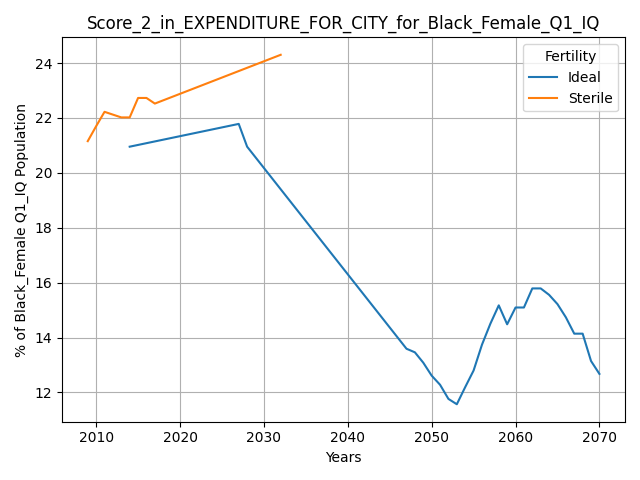 Score_2_in_EXPENDITURE_FOR_CITY_for_Black_Female_Q1_IQ
Fertility
Ideal
Sterile
% of Black_Female Q1_IQ Population
24
22
20
18
16
14
12
2010 2020 2030 2040 2050 2060 2070
Years